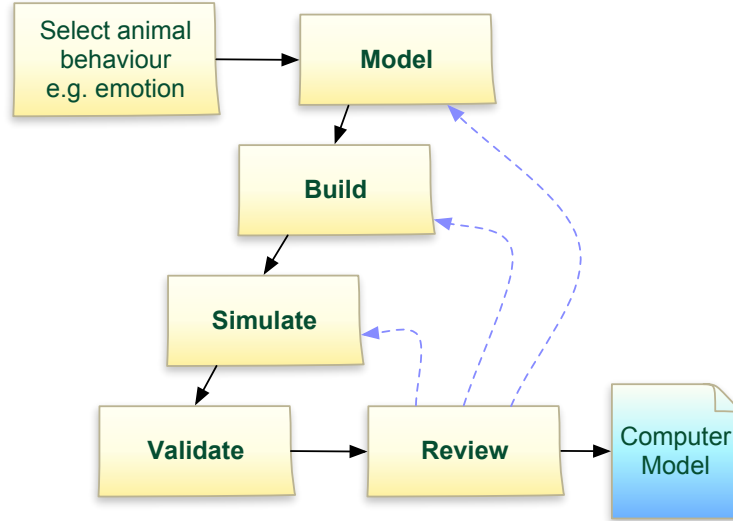 Select animal
behaviour
e.g. emotion
Model
Build
Simulate
Validate
Review
Computer
Model